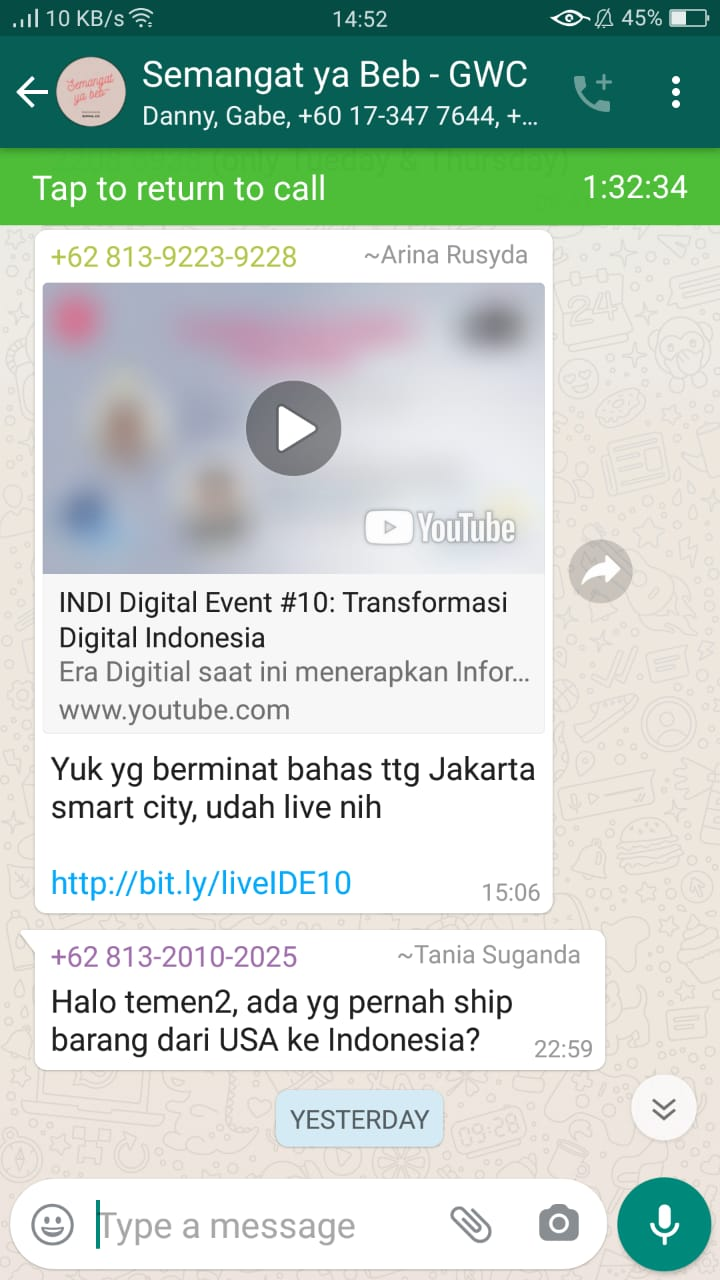 10 KB/s
14:52
45%
Semangat ya beb
Semangat ya Beb - GWC
Danny, Gabe, +60 17-347 7644, +...
Tap to return to call
1:32:34
+62 813-9223-9228
~Arina Rusyda
YouTube
INDI Digital Event #10: Transformasi
Digital Indonesia
Era Digitial saat ini menerapkan Infor...
www.youtube.com
Yuk yg berminat bahas ttg Jakarta
smart city, udah live nih
http://bit.ly/liveIDE10
15:06
+62 813-2010-2025
~Tania Suganda
Halo temen2, ada yg pernah ship
barang dari USA ke Indonesia?
22:59
YESTERDAY
Type a message